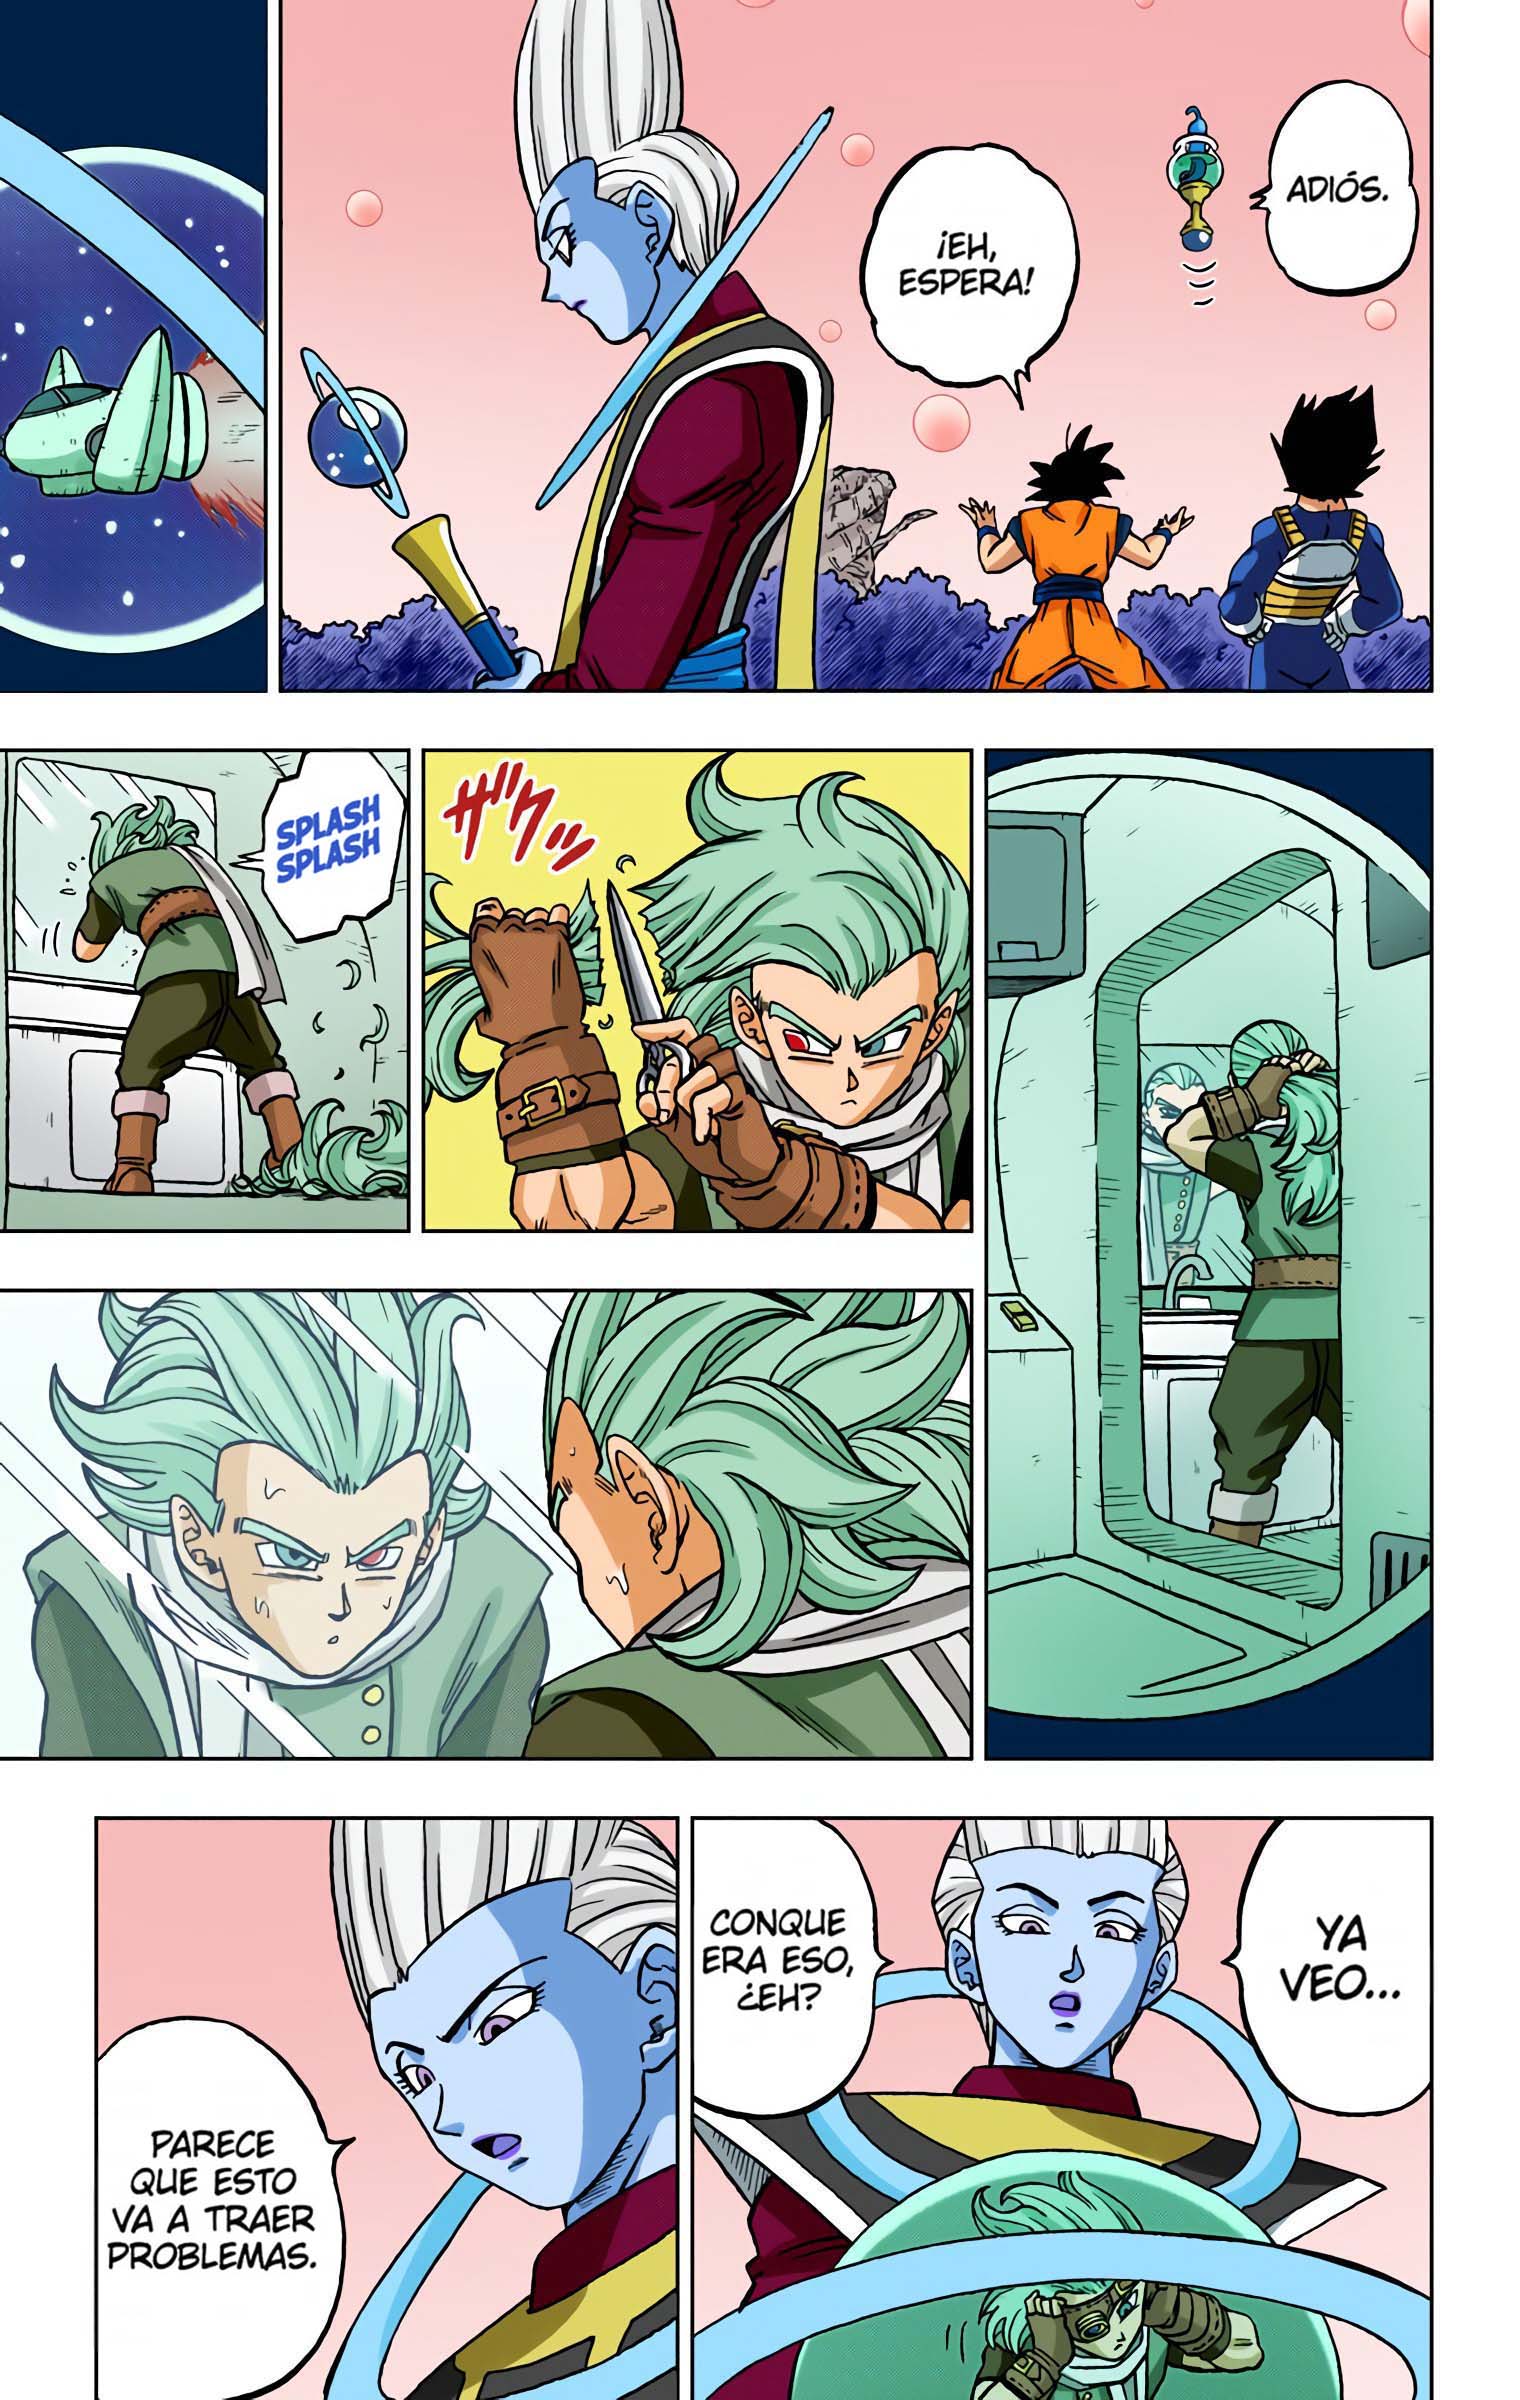 ADIÓS.
¡EH,
ESPERA!
ザクッ
SPLASH
SPLASH
YA
VEO...
CONQUE
ERA ESO,
¿EH?
PARECE
QUE ESTO
VA A TRAER
PROBLEMAS.